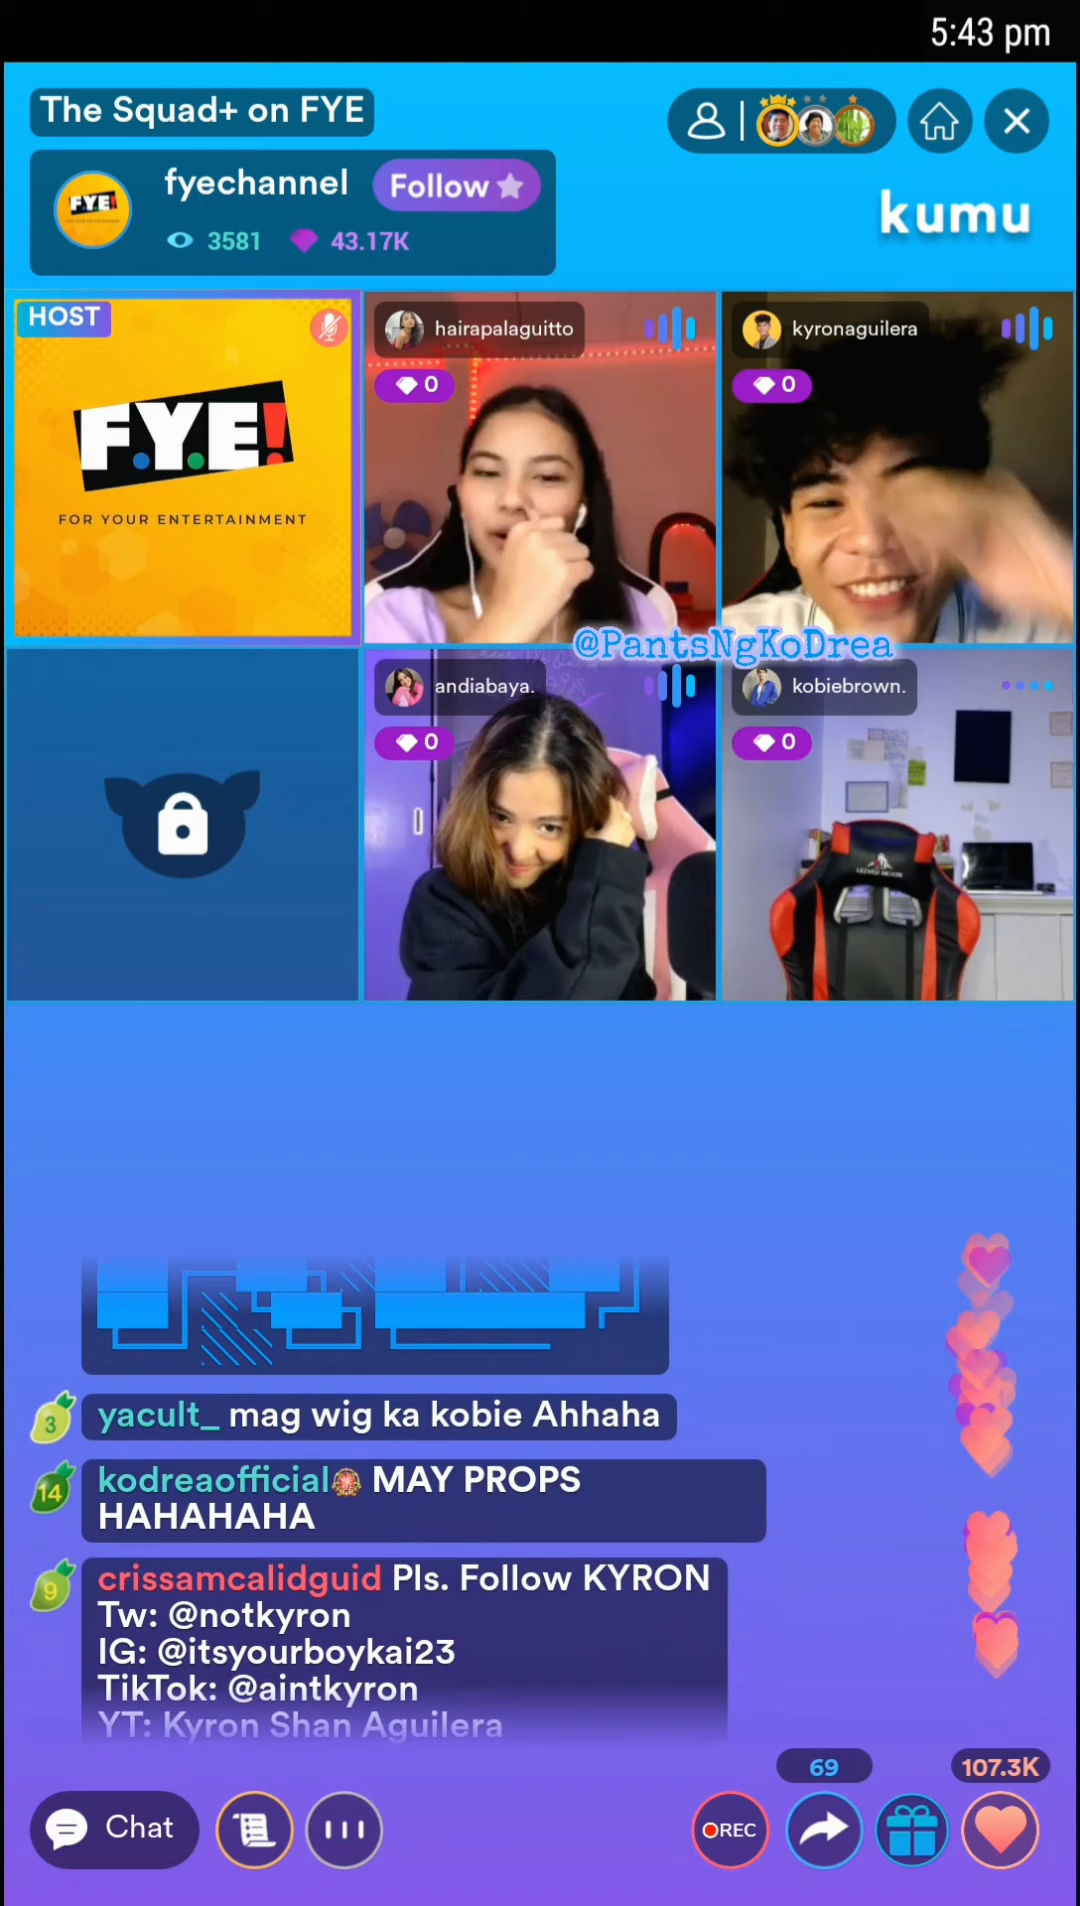 5:43 pm
The Squad+ on FYE
fyechannel
Follow
3581
43.17K
kumu
HOST
F.Y.E!
FOR YOUR ENTERTAINMENT
hairapalaguitto
0
kyronaguilera
0
@PantsNgKoDrea
andiabaya.
0
kobiebrown.
0
3
yacult_ mag wig ka kobie Ahhaha
14
kodreaofficial MAY PROPS
HAHAHAHA
9
crissamcalidguid Pls. Follow KYRON
Tw: @notkyron
IG: @itsyourboykai23
TikTok: @aintkyron
YT: Kyron Shan Aguilera
69
107.3K
Chat
REC